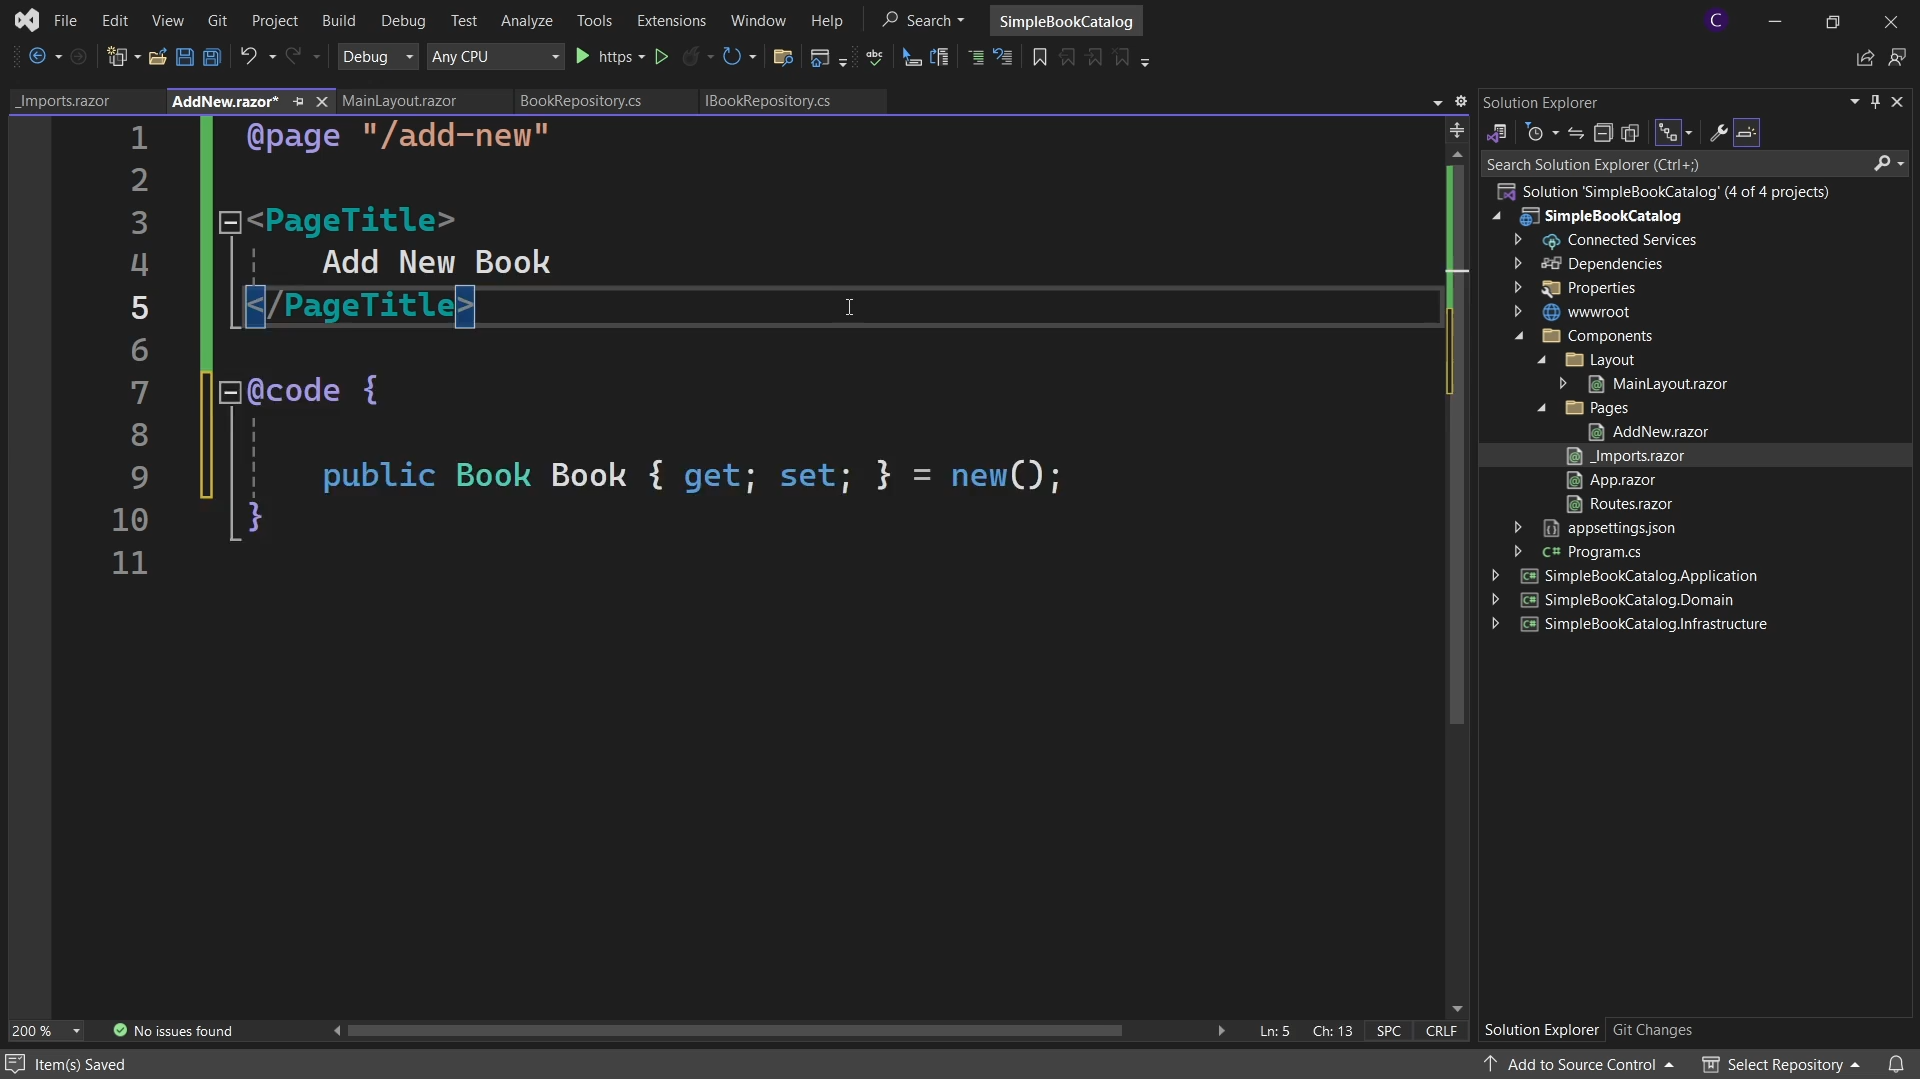 File Edit View Git Project Build Debug Test Analyze Tools Extensions Window Help Search SimpleBookCatalog C
Debug Any CPU https abc
_Imports.razor AddNew.razor* MainLayout.razor BookRepository.cs IBookRepository.cs
1 @page "/add-new"
2
3 <PageTitle>
4 Add New Book
5 </PageTitle>
6
7 @code {
8
9 public Book Book { get; set; } = new();
10 }
11
200 % No issues found Ln: 5 Ch: 13 SPC CRLF
Solution Explorer
Search Solution Explorer (Ctrl+;)
Solution 'SimpleBookCatalog' (4 of 4 projects)
SimpleBookCatalog
Connected Services
Dependencies
Properties
wwwroot
Components
Layout
MainLayout.razor
Pages
AddNew.razor
_Imports.razor
App.razor
Routes.razor
appsettings.json
C# Program.cs
C# SimpleBookCatalog.Application
C# SimpleBookCatalog.Domain
C# SimpleBookCatalog.Infrastructure
Solution Explorer Git Changes
Item(s) Saved Add to Source Control Select Repository